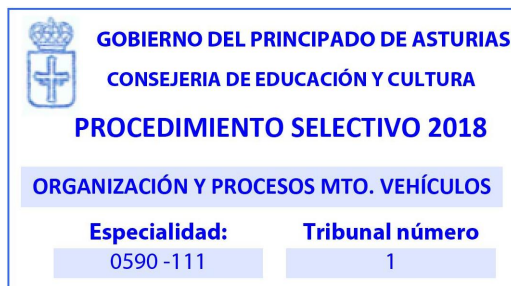 GOBIERNO DEL PRINCIPADO DE ASTURIAS
CONSEJERIA DE EDUCACIÓN Y CULTURA
PROCEDIMIENTO SELECTIVO 2018
ORGANIZACIÓN Y PROCESOS MTO. VEHÍCULOS
Especialidad: Tribunal número
0590 -111 1